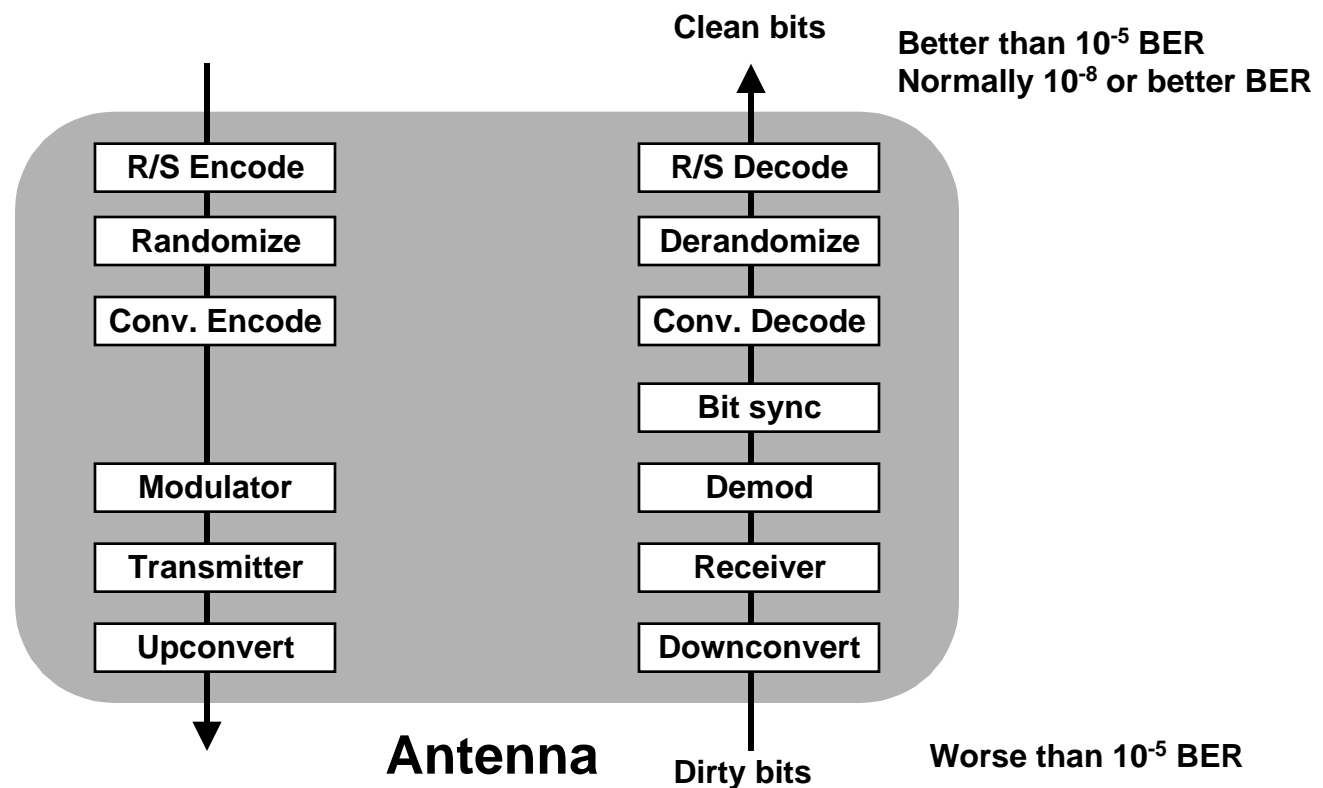 Clean bits
Better than 10⁻⁵ BER
Normally 10⁻⁸ or better BER
R/S Encode
Randomize
Conv. Encode
Modulator
Transmitter
Upconvert
R/S Decode
Derandomize
Conv. Decode
Bit sync
Demod
Receiver
Downconvert
Antenna
Dirty bits
Worse than 10⁻⁵ BER